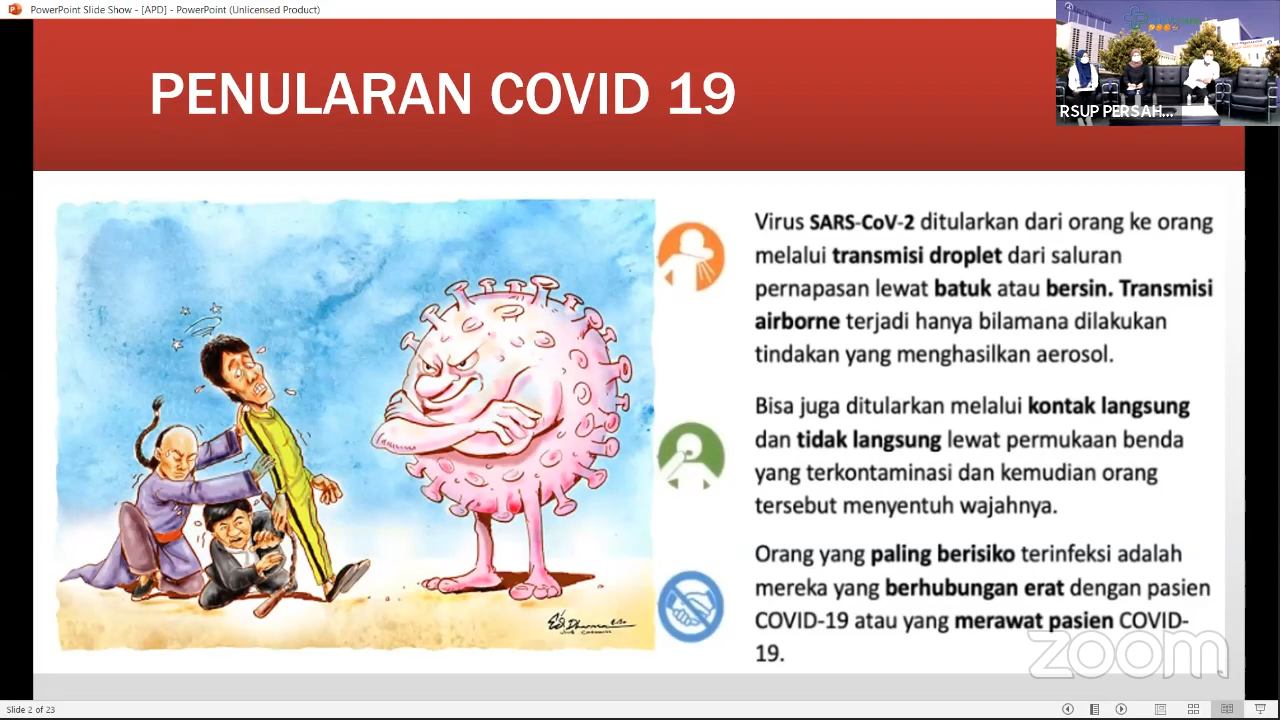 PowerPoint Slide Show - [APD] - PowerPoint (Unlicensed Product)
RSUP PERSAH...
PENULARAN COVID 19
Virus SARS-CoV-2 ditularkan dari orang ke orang
melalui transmisi droplet dari saluran
pernapasan lewat batuk atau bersin. Transmisi
airborne terjadi hanya bilamana dilakukan
tindakan yang menghasilkan aerosol.
Bisa juga ditularkan melalui kontak langsung
dan tidak langsung lewat permukaan benda
yang terkontaminasi dan kemudian orang
tersebut menyentuh wajahnya.
Orang yang paling berisiko terinfeksi adalah
mereka yang berhubungan erat dengan pasien
COVID-19 atau yang merawat pasien COVID-
19.
zoom
Slide 2 of 23